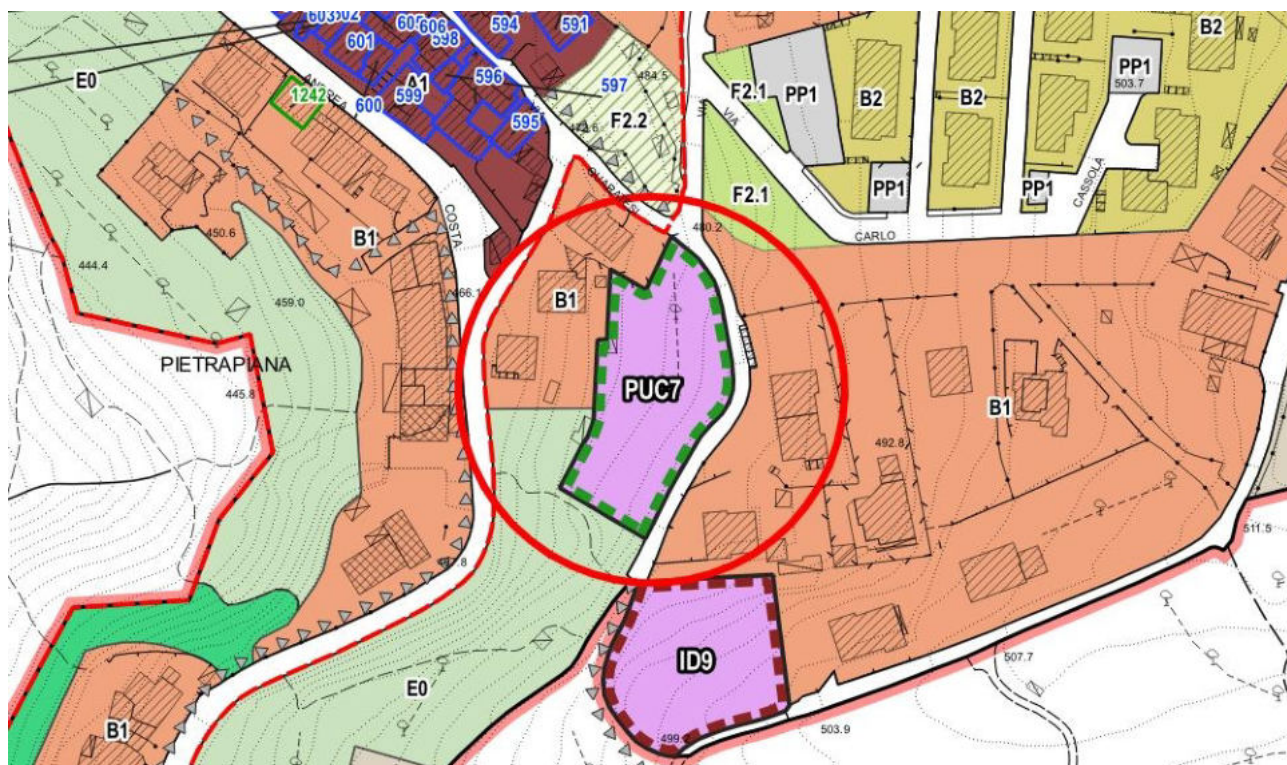 603
602
605
606
594
591
601
598
E0
1242
ANDREA
A1
596
597
484.5
600
599
595
F2.2
F2.1
PP1
B2
B2
PP1
503.7
B2
VIA
PP1
PP1
CASSOLA
F2.1
CARLO
480.2
COSTA
450.6
B1
444.4
459.0
466.1
B1
PIETRAPIANA
445.8
PUC7
B1
492.8
511.5
ID9
E0
B1
507.7
503.9